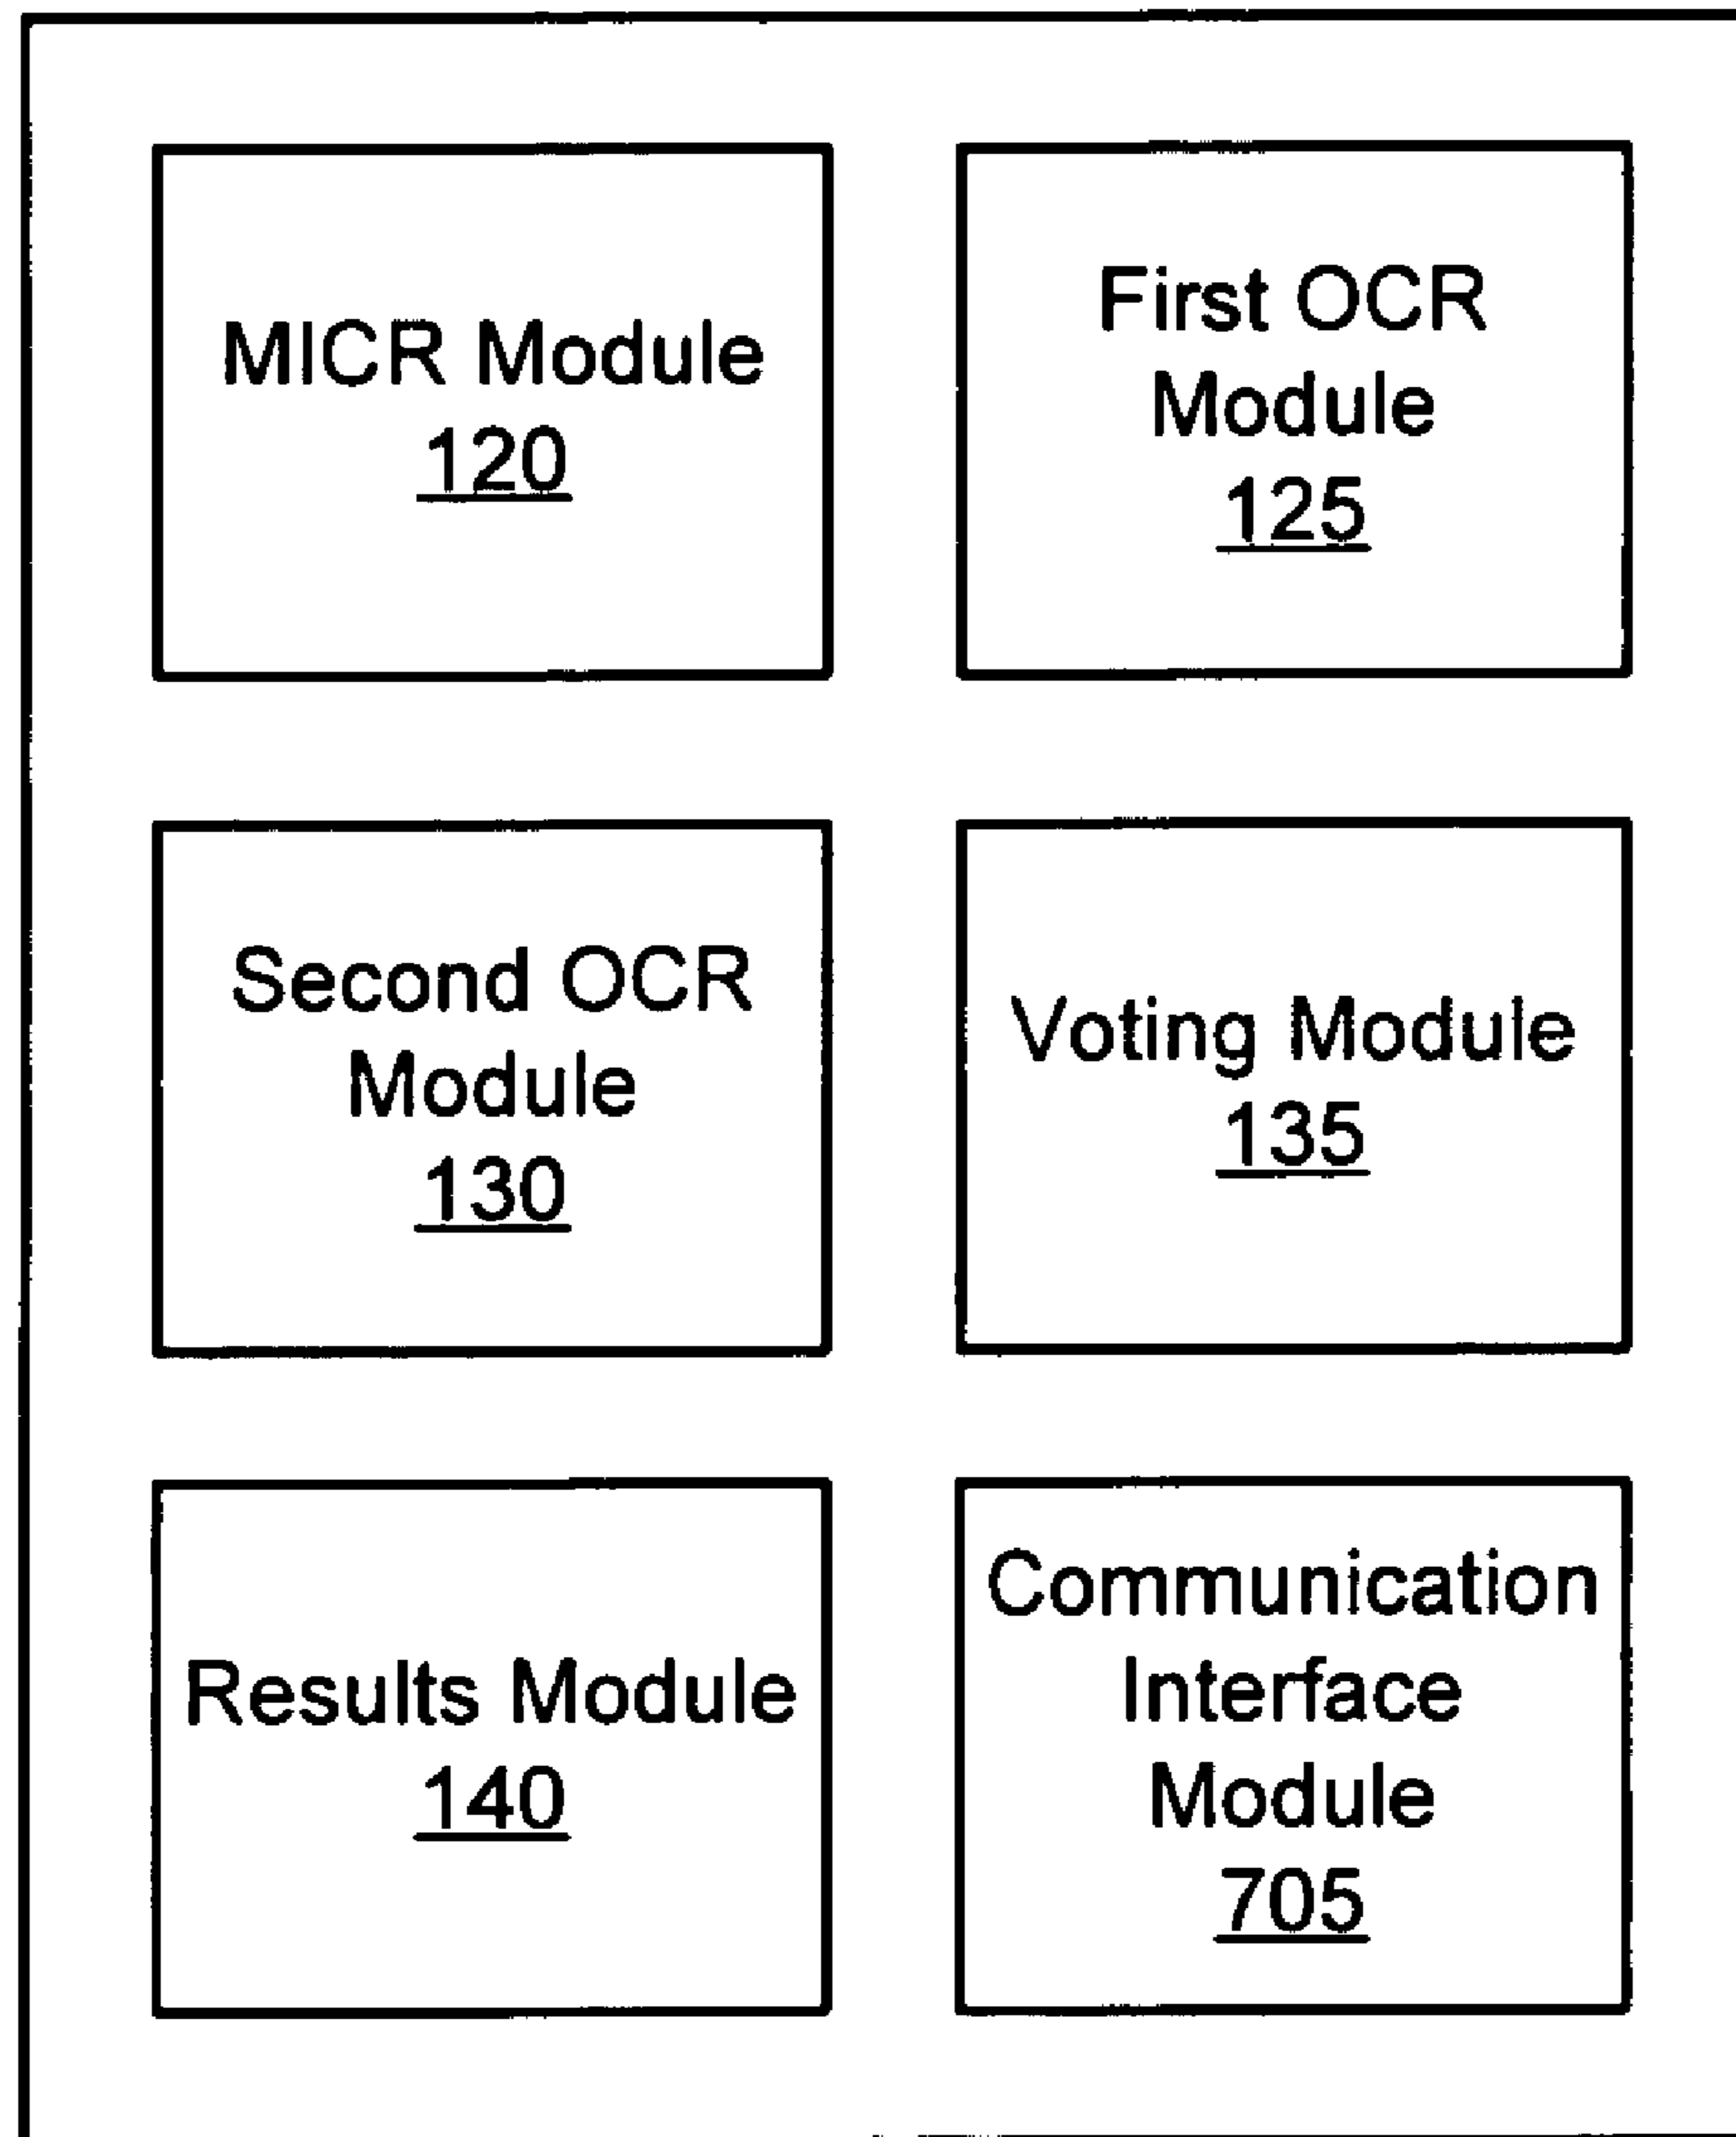 MICR Module
120
First OCR
Module
125
Second OCR
Module
130
Voting Module
135
Results Module
140
Communication
Interface
Module
705